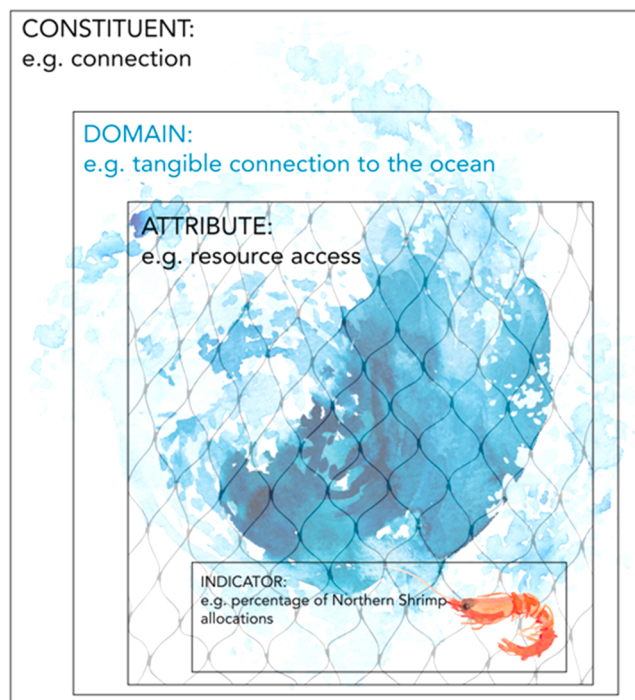 CONSTITUENT:
e.g. connection
DOMAIN:
e.g. tangible connection to the ocean
ATTRIBUTE:
e.g. resource access
INDICATOR:
e.g. percentage of Northern Shrimp
allocations